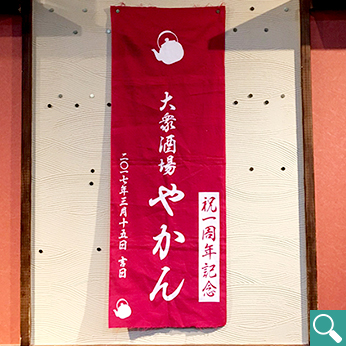 祝一周年記念
大衆酒場
やかん
二〇一七年三月十五日 吉日